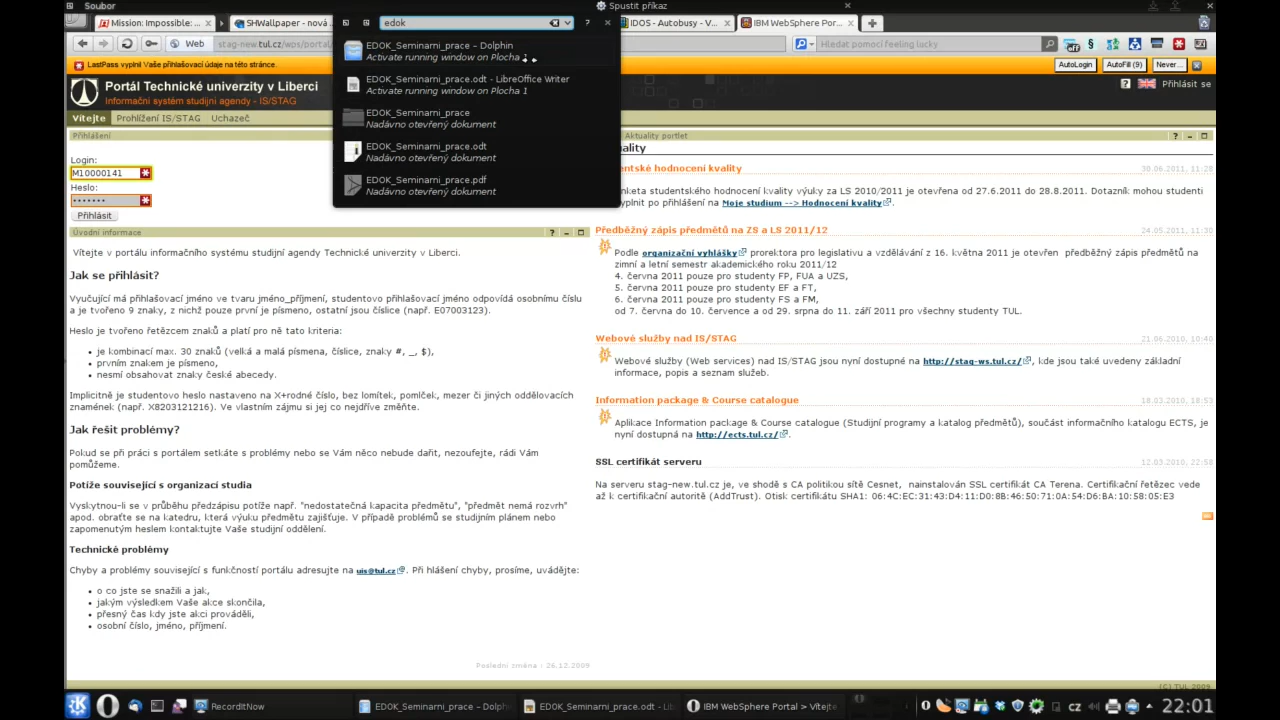 Soubor
Spustit příkaz
Mission: Impossible: ...
SHWallpaper - nová
edok
IDOS - Autobusy - V...
IBM WebSphere Por...
Web
stag-new.tul.cz/wps/portal
Hledat pomocí feeling lucky
LastPass vyplnil Vaše přihlašovací údaje na této stránce.
AutoLogin
AutoFill (9)
Never...
EDOK_Seminarni_prace – Dolphin
Activate running window on Plocha
EDOK_Seminarni_prace.odt - LibreOffice Writer
Activate running window on Plocha 1
EDOK_Seminarni_prace
Nadávno otevřený dokument
EDOK_Seminarni_prace.odt
Nadávno otevřený dokument
EDOK_Seminarni_prace.pdf
Nadávno otevřený dokument
Portál Technické univerzity v Liberci
Informační systém studijní agendy - IS/STAG
Přihlásit se
Vítejte Prohlížení IS/STAG Uchazeč
Přihlášení
Login:
M10000141
Heslo:
•••••••
Přihlásit
Úvodní informace
Vítejte v portálu informačního systému studijní agendy Technické univerzity v Liberci.
Jak se přihlásit?
Vyučující má přihlašovací jméno ve tvaru jméno_příjmení, studentovo přihlašovací jméno odpovídá osobnímu číslu
a je tvořeno 9 znaky, z nichž pouze první je písmeno, ostatní jsou číslice (např. E07003123).
Heslo je tvořeno řetězcem znaků a platí pro ně tato kriteria:
• je kombinací max. 30 znaků (velká a malá písmena, číslice, znaky #, _, $),
• prvním znakem je písmeno,
• nesmí obsahovat znaky české abecedy.
Implicitně je studentovo heslo nastaveno na X+rodné číslo, bez lomítek, pomlček, mezer či jiných oddělovacích
znamének (např. X8203121216). Ve vlastním zájmu si jej co nejdříve změňte.
Jak řešit problémy?
Pokud se při práci s portálem setkáte s problémy nebo se Vám něco nebude dařit, nezoufejte, rádi Vám
pomůžeme.
Potíže související s organizací studia
Vyskytnou-li se v průběhu předzápisu potíže např. "nedostatečná kapacita předmětu", "předmět nemá rozvrh"
apod. obraťte se na katedru, která výuku předmětu zajišťuje. V případě problémů se studijním plánem nebo
zapomenutým heslem kontaktujte Vaše studijní oddělení.
Technické problémy
Chyby a problémy související s funkčností portálu adresujte na uis@tul.cz. Při hlášení chyby, prosíme, uvádějte:
• o co jste se snažili a jak,
• jakým výsledkem Vaše akce skončila,
• přesný čas kdy jste akci prováděli,
• osobní číslo, jméno, příjmení.
Poslední změna : 26.12.2009
Aktuality portlet
ality
entské hodnocení kvality 30.06.2011, 11:28
nketa studentského hodnocení kvality výuky za LS 2010/2011 je otevřena od 27.6.2011 do 28.8.2011. Dotazník mohou studenti
yplnit po přihlášení na Moje studium --> Hodnocení kvality.
Předběžný zápis předmětů na ZS a LS 2011/12 24.05.2011, 11:30
Podle organizační vyhlášky prorektora pro legislativu a vzdělávání z 16. května 2011 je otevřen předběžný zápis předmětů na
zimní a letní semestr akademického roku 2011/12
4. června 2011 pouze pro studenty FP, FUA a UZS,
5. června 2011 pouze pro studenty EF a FT,
6. června 2011 pouze pro studenty FS a FM,
od 7. června do 10. července a od 29. srpna do 11. září 2011 pro všechny studenty TUL.
Webové služby nad IS/STAG 21.06.2010, 10:40
Webové služby (Web services) nad IS/STAG jsou nyní dostupné na http://stag-ws.tul.cz/, kde jsou také uvedeny základní
informace, popis a seznam služeb.
Information package & Course catalogue 18.03.2010, 18:53
Aplikace Information package & Course catalogue (Studijní programy a katalog předmětů), součást informačního katalogu ECTS, je
nyní dostupná na http://ects.tul.cz/.
SSL certifikát serveru 12.03.2010, 22:58
Na serveru stag-new.tul.cz je, ve shodě s CA politikou sítě Cesnet, nainstalován SSL certifikát CA Terena. Certifikační řetězec vede
až k certifikační autoritě (AddTrust). Otisk certifikátu SHA1: 06:4C:EC:31:43:D4:11:D0:8B:46:50:71:0A:54:D6:BA:10:58:05:E3
(C) TUL 2009
RecorditNow
EDOK_Seminarni_prace – Dolphin
EDOK_Seminarni_prace.odt - Lib
IBM WebSphere Portal > Vítejte
cz
22:01